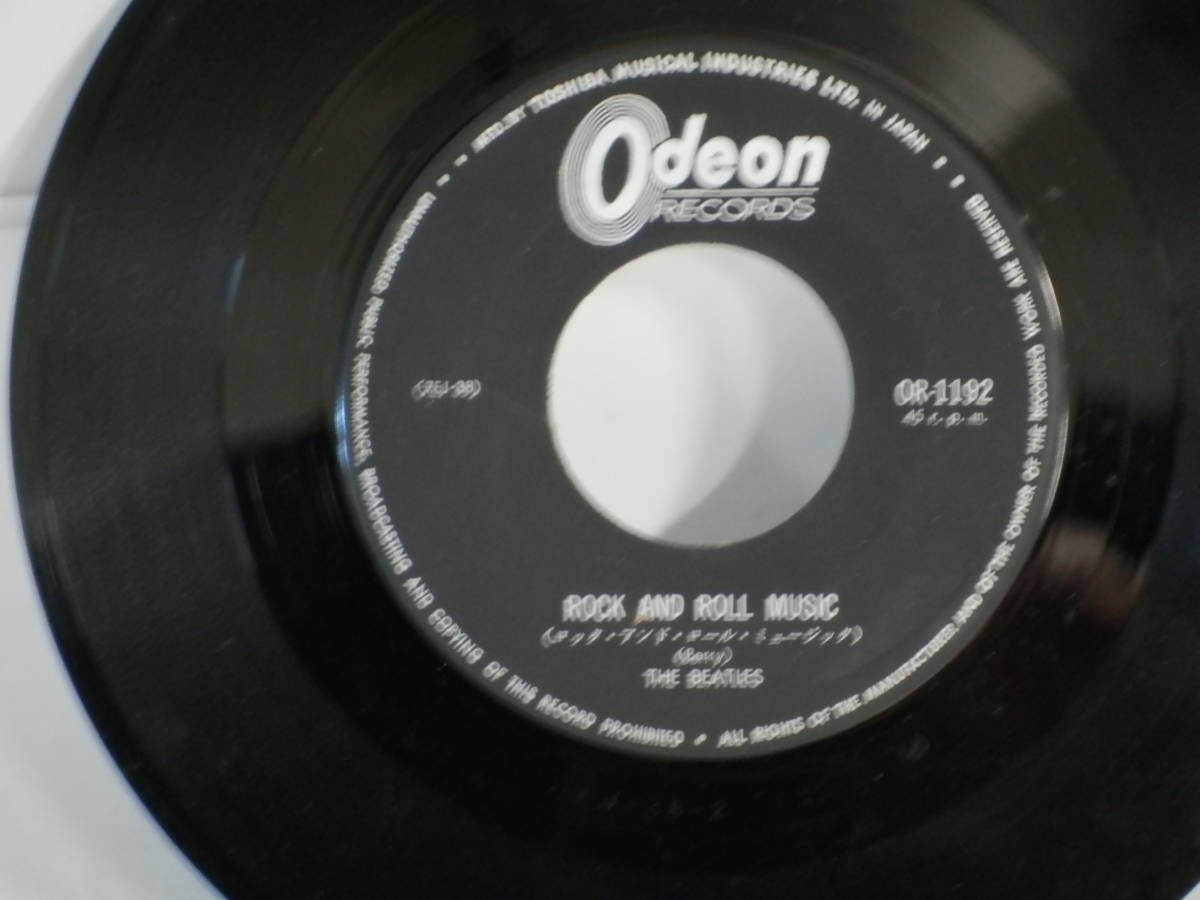 MFD. BY TOSHIBA MUSICAL INDUSTRIES LTD. IN JAPAN
Odeon
RECORDS
OR-1192
45 r.p.m.
ROCK AND ROLL MUSIC
(ロック・アンド・ロール・ミュージック)
(Berry)
THE BEATLES
ALL RIGHTS OF THE MANUFACTURER AND OF THE OWNER OF THE RECORDED WORK ARE RESERVED
UNAUTHORIZED PUBLIC PERFORMANCE, BROADCASTING AND COPYING OF THIS RECORD PROHIBITED